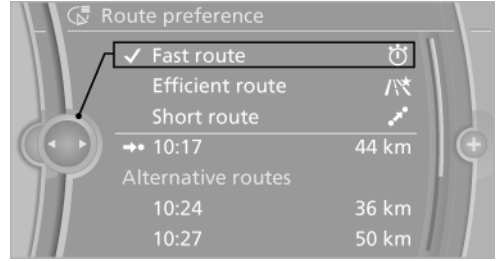 Route preference
Fast route
Efficient route
Short route
10:17 44 km
Alternative routes
10:24 36 km
10:27 50 km